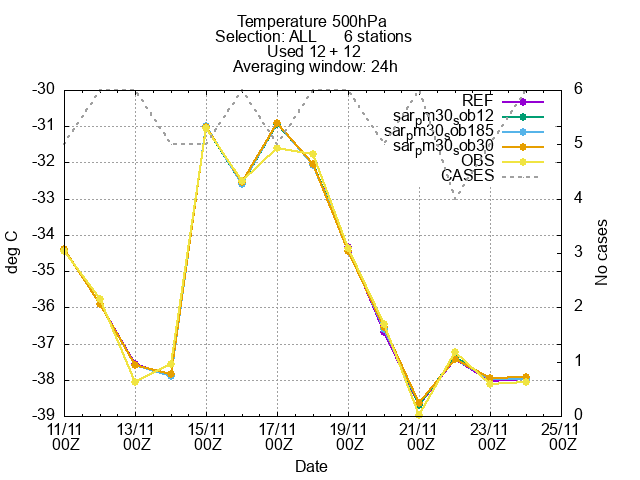 Temperature 500hPa
Selection: ALL 6 stations
Used 12 + 12
Averaging window: 24h
-30
-31
-32
-33
-34
-35
-36
-37
-38
-39
deg C
REF
sarpm30sob12
sarpm30sob185
sarpm30sob30
OBS
CASES
6
5
4
3
2
1
0
No cases
11/11 13/11 15/11 17/11 19/11 21/11 23/11 25/11
00Z 00Z 00Z 00Z 00Z 00Z 00Z 00Z
Date